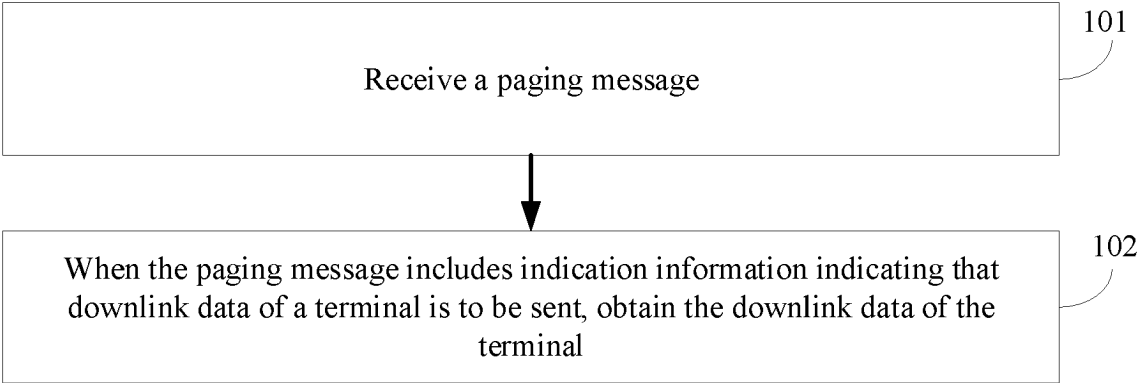 101
Receive a paging message
102
When the paging message includes indication information indicating that
downlink data of a terminal is to be sent, obtain the downlink data of the
terminal